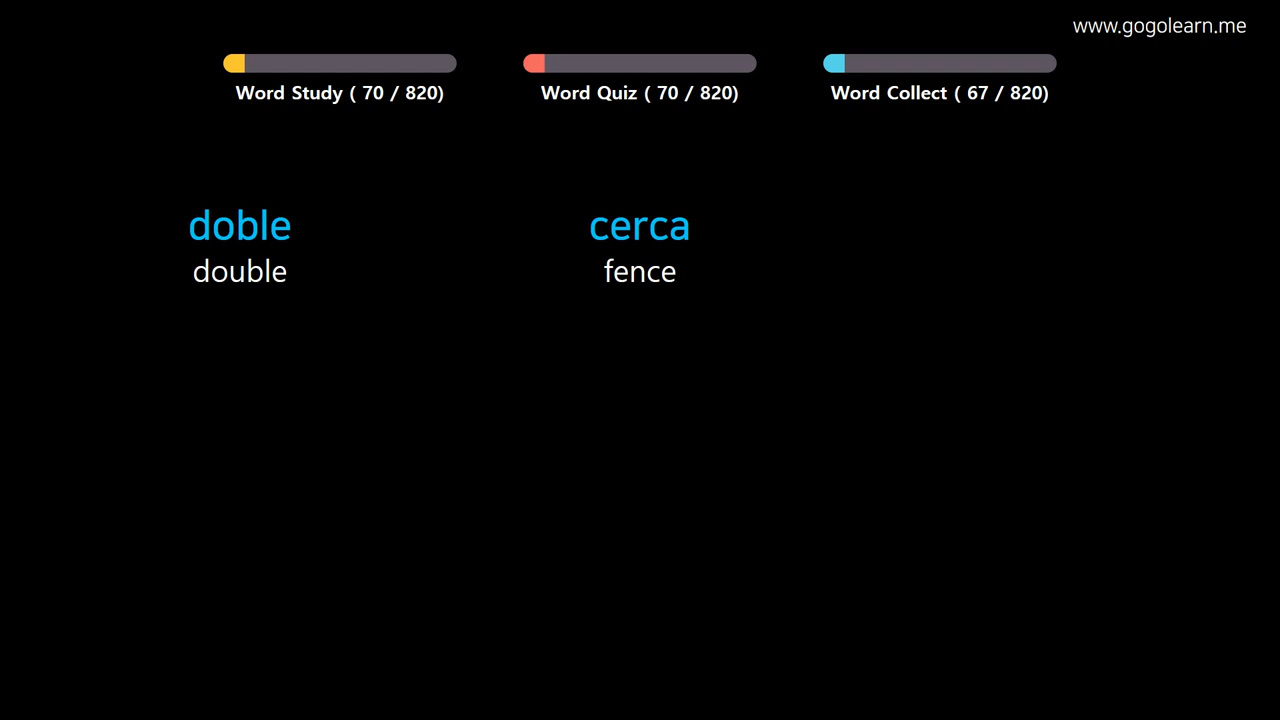 www.gogolearn.me
Word Study ( 70 / 820)
Word Quiz ( 70 / 820)
Word Collect ( 67 / 820)
doble
double
cerca
fence